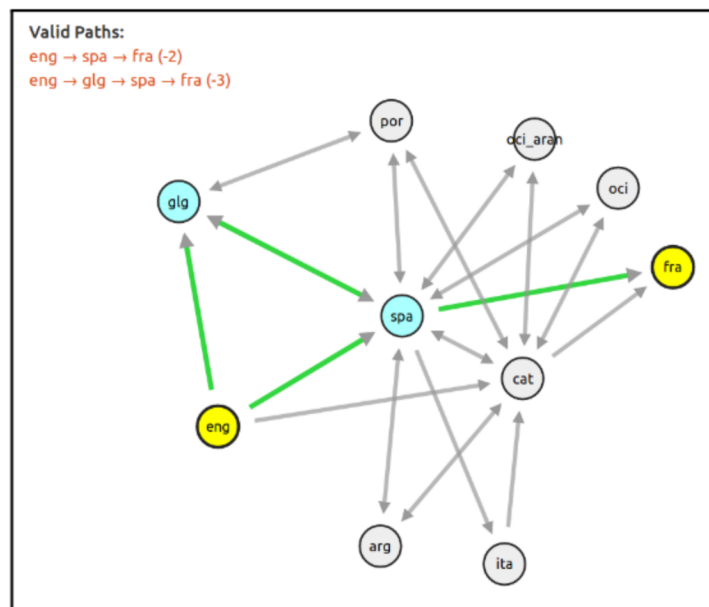 Valid Paths:
eng → spa → fra (-2)
eng → glg → spa → fra (-3)
por
oci_aran
oci
glg
fra
spa
cat
eng
arg
ita